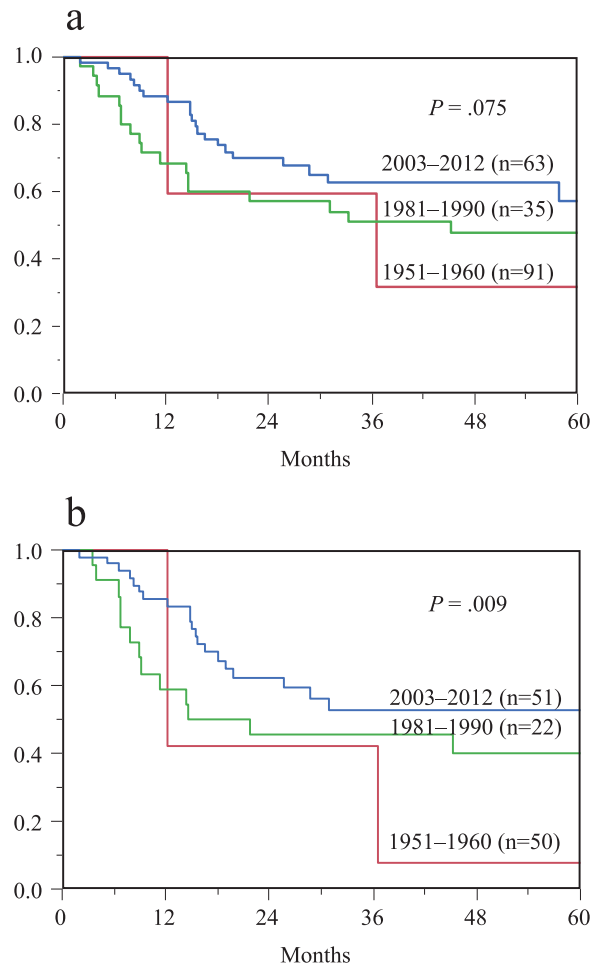 a
1.0
P = .075
0.8
2003–2012 (n=63)
0.6
1981–1990 (n=35)
0.4
1951–1960 (n=91)
0.2
0.0
0 12 24 36 48 60
Months
b
1.0
P = .009
0.8
0.6
2003–2012 (n=51)
1981–1990 (n=22)
0.4
0.2
1951–1960 (n=50)
0.0
0 12 24 36 48 60
Months